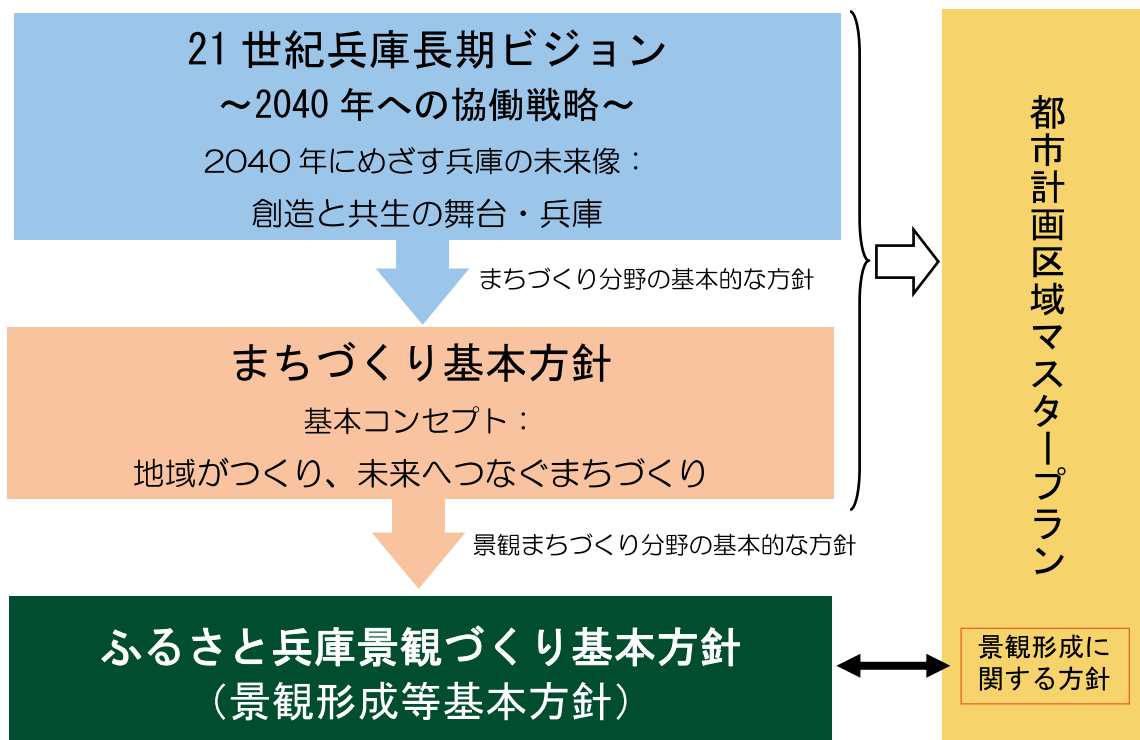 21世紀兵庫長期ビジョン
～2040年への協働戦略～
2040年にめざす兵庫の未来像：
創造と共生の舞台・兵庫
まちづくり分野の基本的な方針
まちづくり基本方針
基本コンセプト：
地域がつくり、未来へつなぐまちづくり
景観まちづくり分野の基本的な方針
ふるさと兵庫景観づくり基本方針
（景観形成等基本方針）
都市計画区域マスタープラン
景観形成に
関する方針